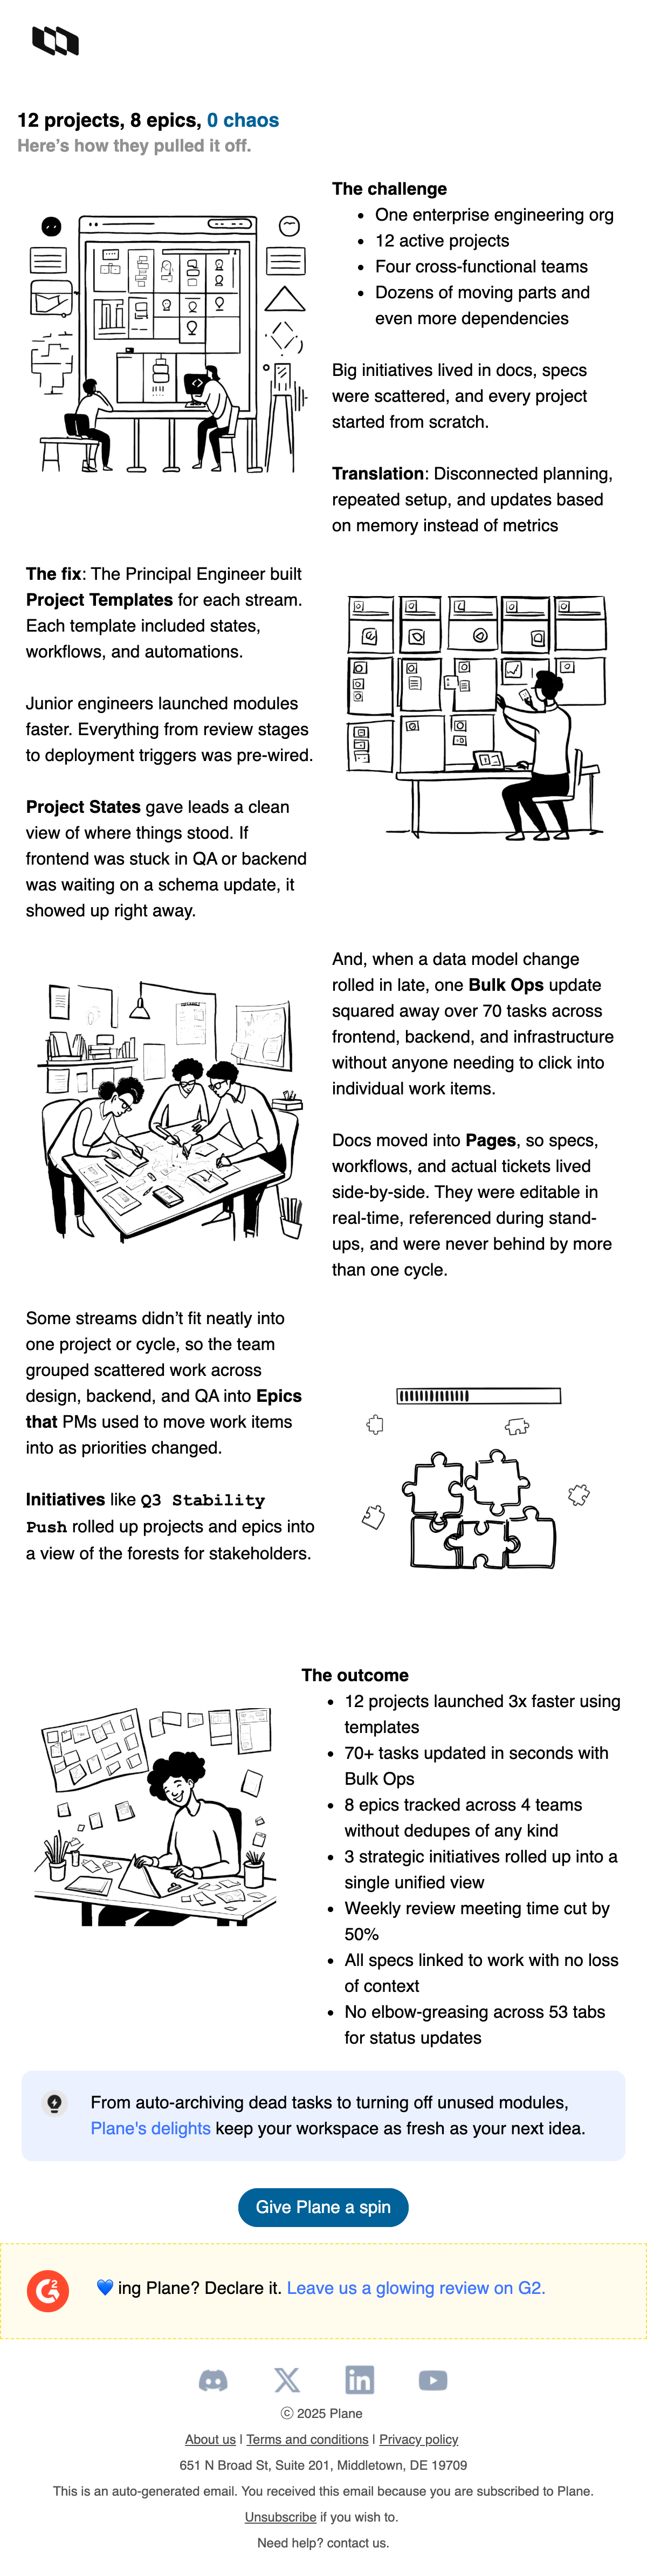 12 projects, 8 epics, 0 chaos
Here’s how they pulled it off.
The challenge
• One enterprise engineering org
• 12 active projects
• Four cross-functional teams
• Dozens of moving parts and
even more dependencies
Big initiatives lived in docs, specs
were scattered, and every project
started from scratch.
Translation: Disconnected planning,
repeated setup, and updates based
on memory instead of metrics
The fix: The Principal Engineer built
Project Templates for each stream.
Each template included states,
workflows, and automations.
Junior engineers launched modules
faster. Everything from review stages
to deployment triggers was pre-wired.
Project States gave leads a clean
view of where things stood. If
frontend was stuck in QA or backend
was waiting on a schema update, it
showed up right away.
And, when a data model change
rolled in late, one Bulk Ops update
squared away over 70 tasks across
frontend, backend, and infrastructure
without anyone needing to click into
individual work items.
Docs moved into Pages, so specs,
workflows, and actual tickets lived
side-by-side. They were editable in
real-time, referenced during stand-
ups, and were never behind by more
than one cycle.
Some streams didn’t fit neatly into
one project or cycle, so the team
grouped scattered work across
design, backend, and QA into Epics
that PMs used to move work items
into as priorities changed.
Initiatives like Q3 Stability
Push rolled up projects and epics into
a view of the forests for stakeholders.
The outcome
• 12 projects launched 3x faster using
templates
• 70+ tasks updated in seconds with
Bulk Ops
• 8 epics tracked across 4 teams
without dedupes of any kind
• 3 strategic initiatives rolled up into a
single unified view
• Weekly review meeting time cut by
50%
• All specs linked to work with no loss
of context
• No elbow-greasing across 53 tabs
for status updates
From auto-archiving dead tasks to turning off unused modules,
Plane's delights keep your workspace as fresh as your next idea.
Give Plane a spin
💙 ing Plane? Declare it. Leave us a glowing review on G2.
ⓒ 2025 Plane
About us | Terms and conditions | Privacy policy
651 N Broad St, Suite 201, Middletown, DE 19709
This is an auto-generated email. You received this email because you are subscribed to Plane.
Unsubscribe if you wish to.
Need help? contact us.